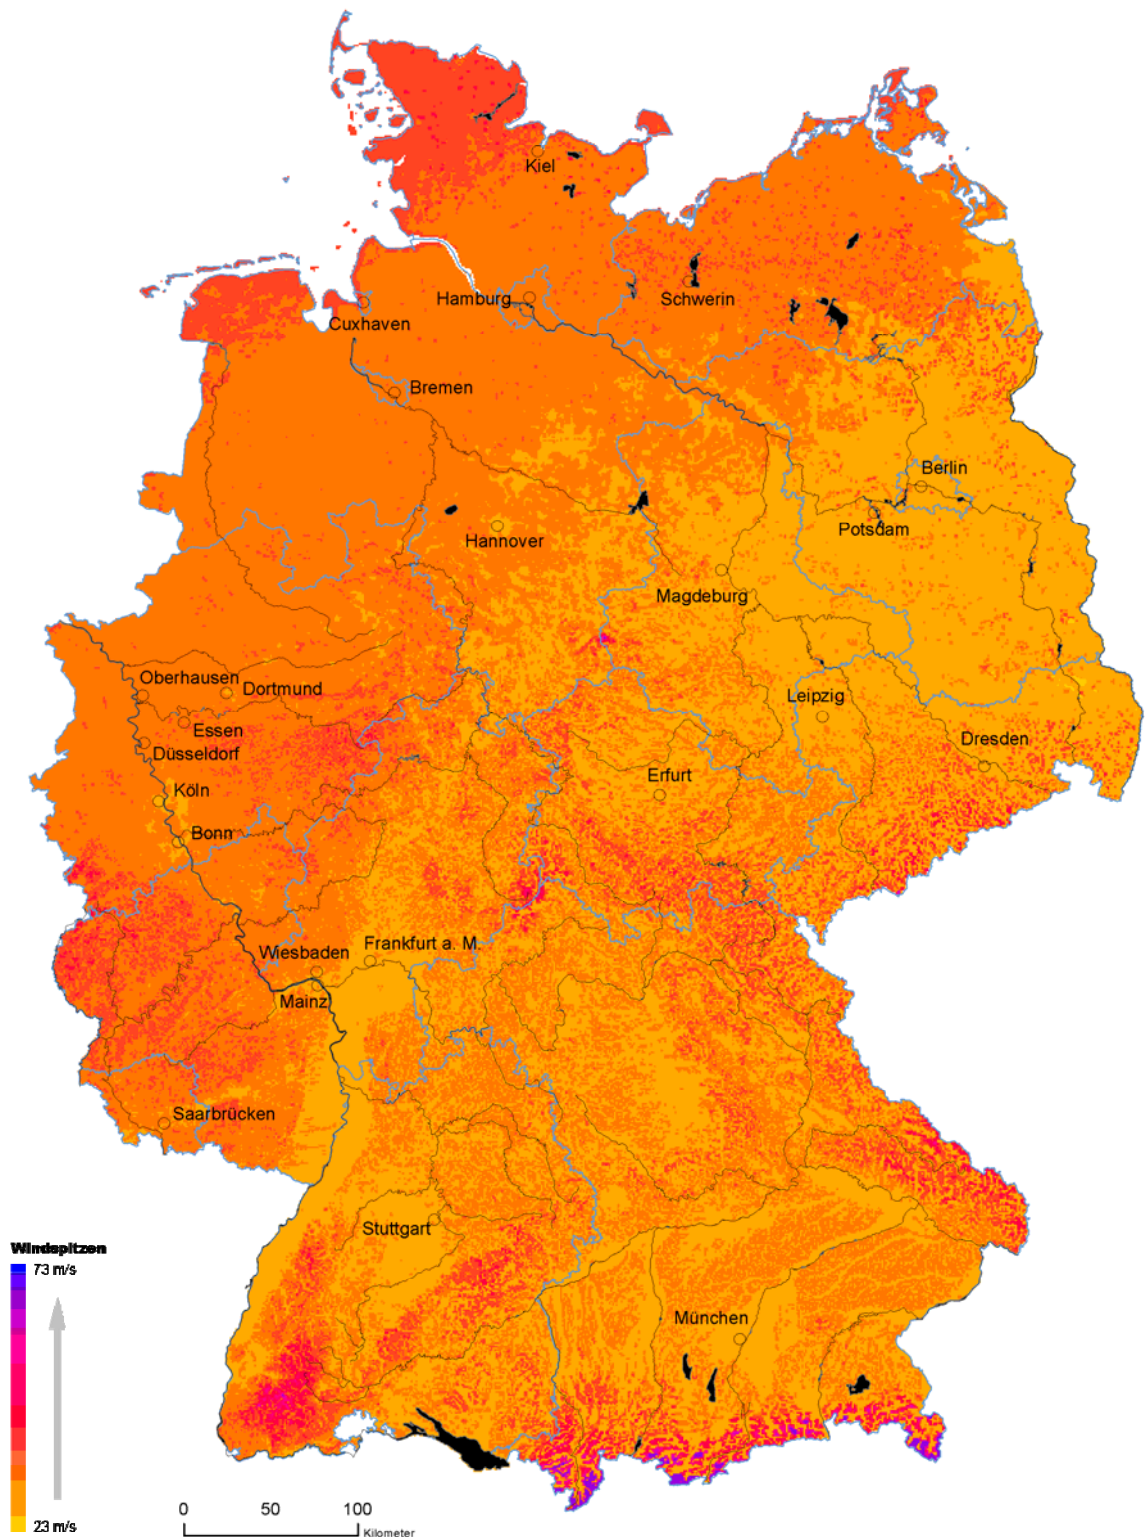 Kiel
Hamburg
Schwerin
Cuxhaven
Bremen
Berlin
Potsdam
Hannover
Magdeburg
Oberhausen
Dortmund
Leipzig
Essen
Düsseldorf
Dresden
Köln
Erfurt
Bonn
Wiesbaden
Frankfurt a. M.
Mainz
Saarbrücken
Stuttgart
Windspitzen
73 m/s
München
23 m/s
0 50 100
Kilometer